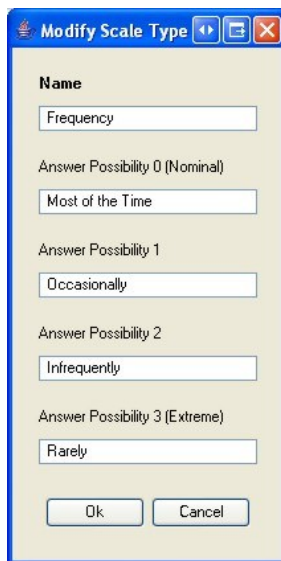 Modify Scale Type
Name
Frequency
Answer Possibility 0 (Nominal)
Most of the Time
Answer Possibility 1
Occasionally
Answer Possibility 2
Infrequently
Answer Possibility 3 (Extreme)
Rarely
Ok Cancel